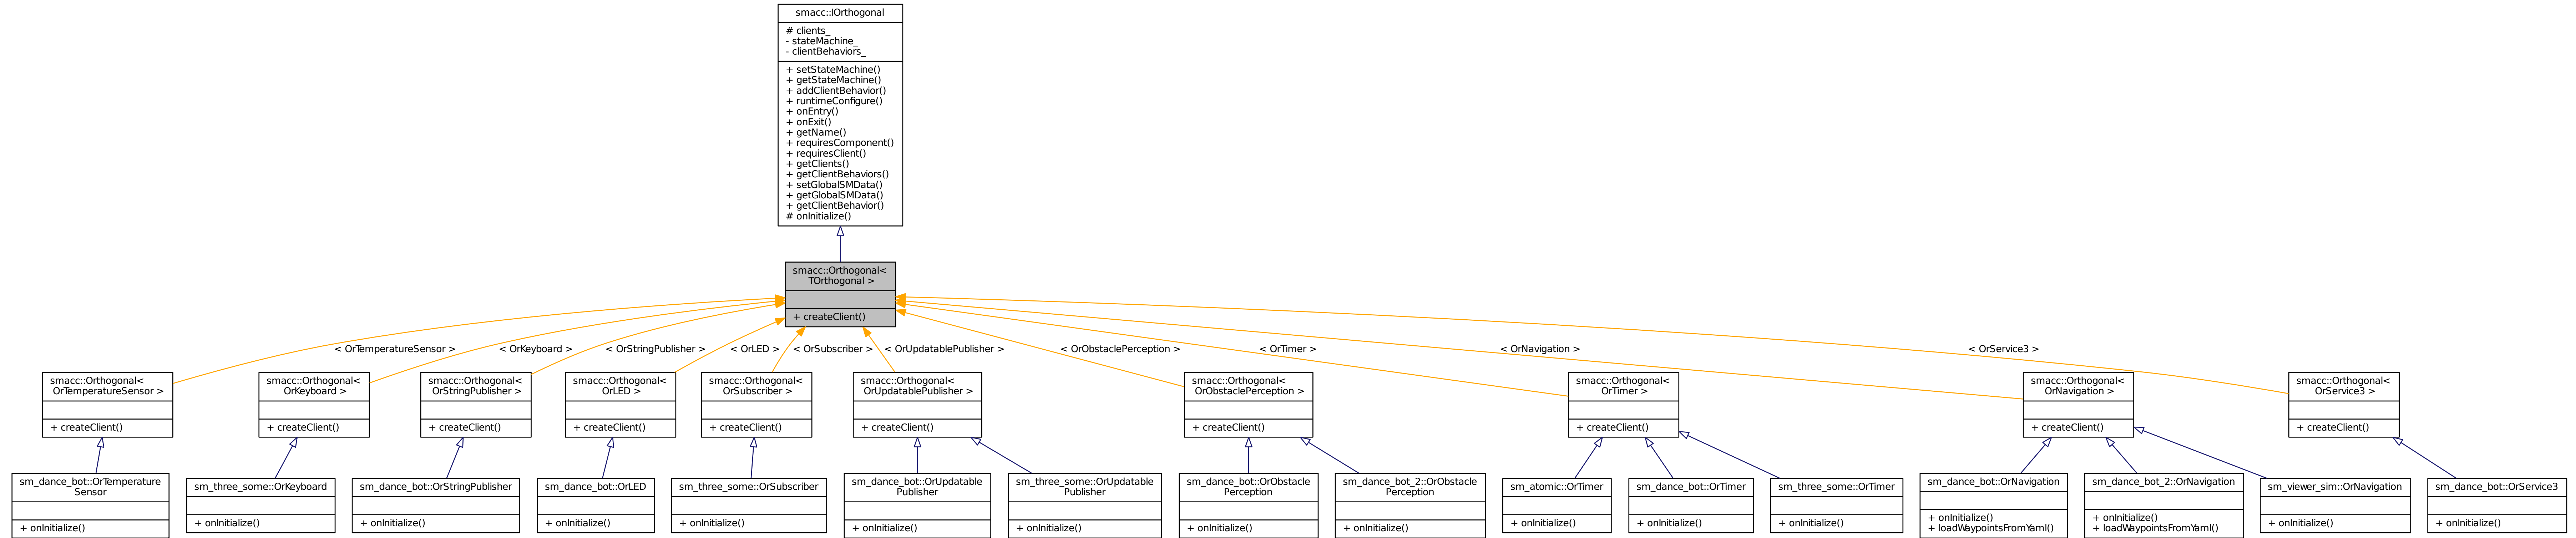 smacc::IOrthogonal
# clients_
- stateMachine_
- clientBehaviors_
+ setStateMachine()
+ getStateMachine()
+ addClientBehavior()
+ runtimeConfigure()
+ onEntry()
+ onExit()
+ getName()
+ requiresComponent()
+ requiresClient()
+ getClients()
+ getClientBehaviors()
+ setGlobalSMData()
+ getGlobalSMData()
+ getClientBehavior()
# onInitialize()
smacc::Orthogonal<
TOrthogonal >
+ createClient()
< OrTemperatureSensor >
< OrKeyboard >
< OrStringPublisher >
< OrLED >
< OrSubscriber >
< OrUpdatablePublisher >
< OrObstaclePerception >
< OrTimer >
< OrNavigation >
< OrService3 >
smacc::Orthogonal<
OrTemperatureSensor >
+ createClient()
smacc::Orthogonal<
OrKeyboard >
+ createClient()
smacc::Orthogonal<
OrStringPublisher >
+ createClient()
smacc::Orthogonal<
OrLED >
+ createClient()
smacc::Orthogonal<
OrSubscriber >
+ createClient()
smacc::Orthogonal<
OrUpdatablePublisher >
+ createClient()
smacc::Orthogonal<
OrObstaclePerception >
+ createClient()
smacc::Orthogonal<
OrTimer >
+ createClient()
smacc::Orthogonal<
OrNavigation >
+ createClient()
smacc::Orthogonal<
OrService3 >
+ createClient()
sm_dance_bot::OrTemperature
Sensor
+ onInitialize()
sm_three_some::OrKeyboard
+ onInitialize()
sm_dance_bot::OrStringPublisher
+ onInitialize()
sm_dance_bot::OrLED
+ onInitialize()
sm_three_some::OrSubscriber
+ onInitialize()
sm_dance_bot::OrUpdatable
Publisher
+ onInitialize()
sm_three_some::OrUpdatable
Publisher
+ onInitialize()
sm_dance_bot::OrObstacle
Perception
+ onInitialize()
sm_dance_bot_2::OrObstacle
Perception
+ onInitialize()
sm_atomic::OrTimer
+ onInitialize()
sm_dance_bot::OrTimer
+ onInitialize()
sm_three_some::OrTimer
+ onInitialize()
sm_dance_bot::OrNavigation
+ onInitialize()
+ loadWaypointsFromYaml()
sm_dance_bot_2::OrNavigation
+ onInitialize()
+ loadWaypointsFromYaml()
sm_viewer_sim::OrNavigation
+ onInitialize()
sm_dance_bot::OrService3
+ onInitialize()